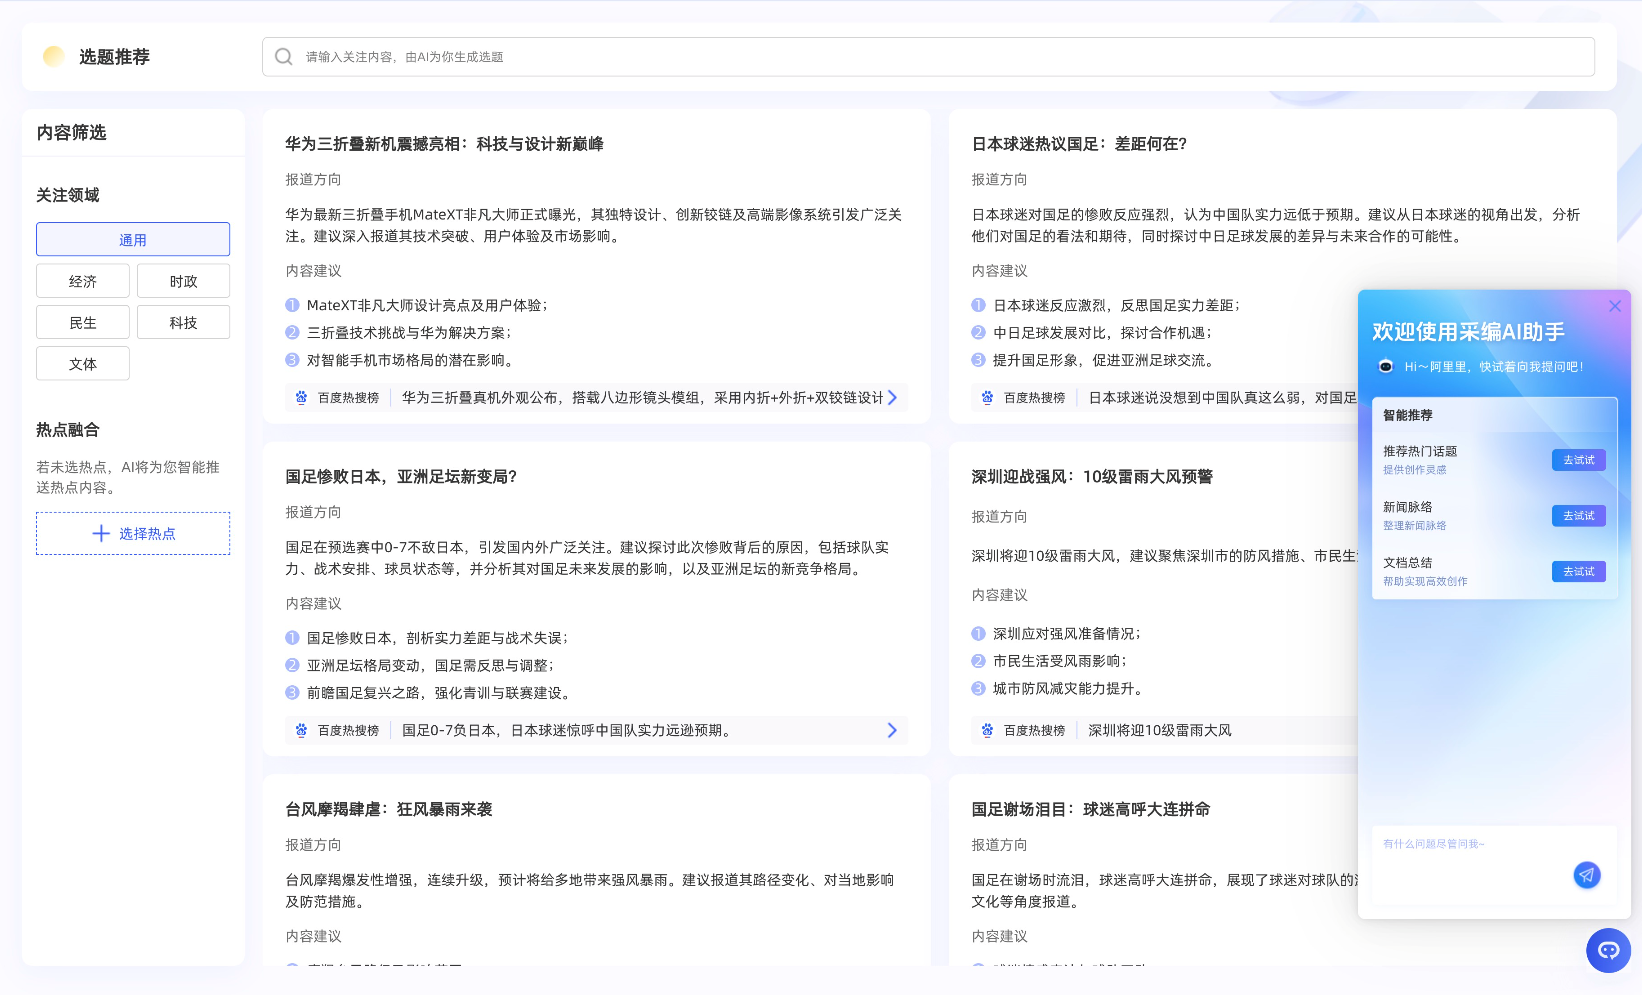 选题推荐
请输入关注内容，由AI为你生成选题
内容筛选
关注领域
通用
经济
时政
民生
科技
文体
热点融合
若未选热点，AI将为您智能推
送热点内容。
选择热点
华为三折叠新机震撼亮相：科技与设计新巅峰
报道方向
华为最新三折叠手机MateXT非凡大师正式曝光，其独特设计、创新铰链及高端影像系统引发广泛关
注。建议深入报道其技术突破、用户体验及市场影响。
内容建议
1 MateXT非凡大师设计亮点及用户体验；
2 三折叠技术挑战与华为解决方案；
3 对智能手机市场格局的潜在影响。
百度热搜榜 华为三折叠真机外观公布，搭载八边形镜头模组，采用内折+外折+双铰链设计
日本球迷热议国足：差距何在？
报道方向
日本球迷对国足的惨败反应强烈，认为中国队实力远低于预期。建议从日本球迷的视角出发，分析
他们对国足的看法和期待，同时探讨中日足球发展的差异与未来合作的可能性。
内容建议
1 日本球迷反应激烈，反思国足实力差距；
2 中日足球发展对比，探讨合作机遇；
3 提升国足形象，促进亚洲足球交流。
百度热搜榜 日本球迷说没想到中国队真这么弱，对国足
国足惨败日本，亚洲足坛新变局？
报道方向
国足在预选赛中0-7不敌日本，引发国内外广泛关注。建议探讨此次惨败背后的原因，包括球队实
力、战术安排、球员状态等，并分析其对国足未来发展的影响，以及亚洲足坛的新竞争格局。
内容建议
1 国足惨败日本，剖析实力差距与战术失误；
2 亚洲足坛格局变动，国足需反思与调整；
3 前瞻国足复兴之路，强化青训与联赛建设。
百度热搜榜 国足0-7负日本，日本球迷惊呼中国队实力远逊预期。
深圳迎战强风：10级雷雨大风预警
报道方向
深圳将迎10级雷雨大风，建议聚焦深圳市的防风措施、市民生
内容建议
1 深圳应对强风准备情况；
2 市民生活受风雨影响；
3 城市防风减灾能力提升。
百度热搜榜 深圳将迎10级雷雨大风
台风摩羯肆虐：狂风暴雨来袭
报道方向
台风摩羯爆发性增强，连续升级，预计将给多地带来强风暴雨。建议报道其路径变化、对当地影响
及防范措施。
内容建议
国足谢场泪目：球迷高呼大连拼命
报道方向
国足在谢场时流泪，球迷高呼大连拼命，展现了球迷对球队的
文化等角度报道。
内容建议
欢迎使用采编AI助手
Hi～阿里里，快试着向我提问吧！
智能推荐
推荐热门话题
提供创作灵感
去试试
新闻脉络
整理新闻脉络
去试试
文档总结
帮助实现高效创作
去试试
有什么问题尽管问我~